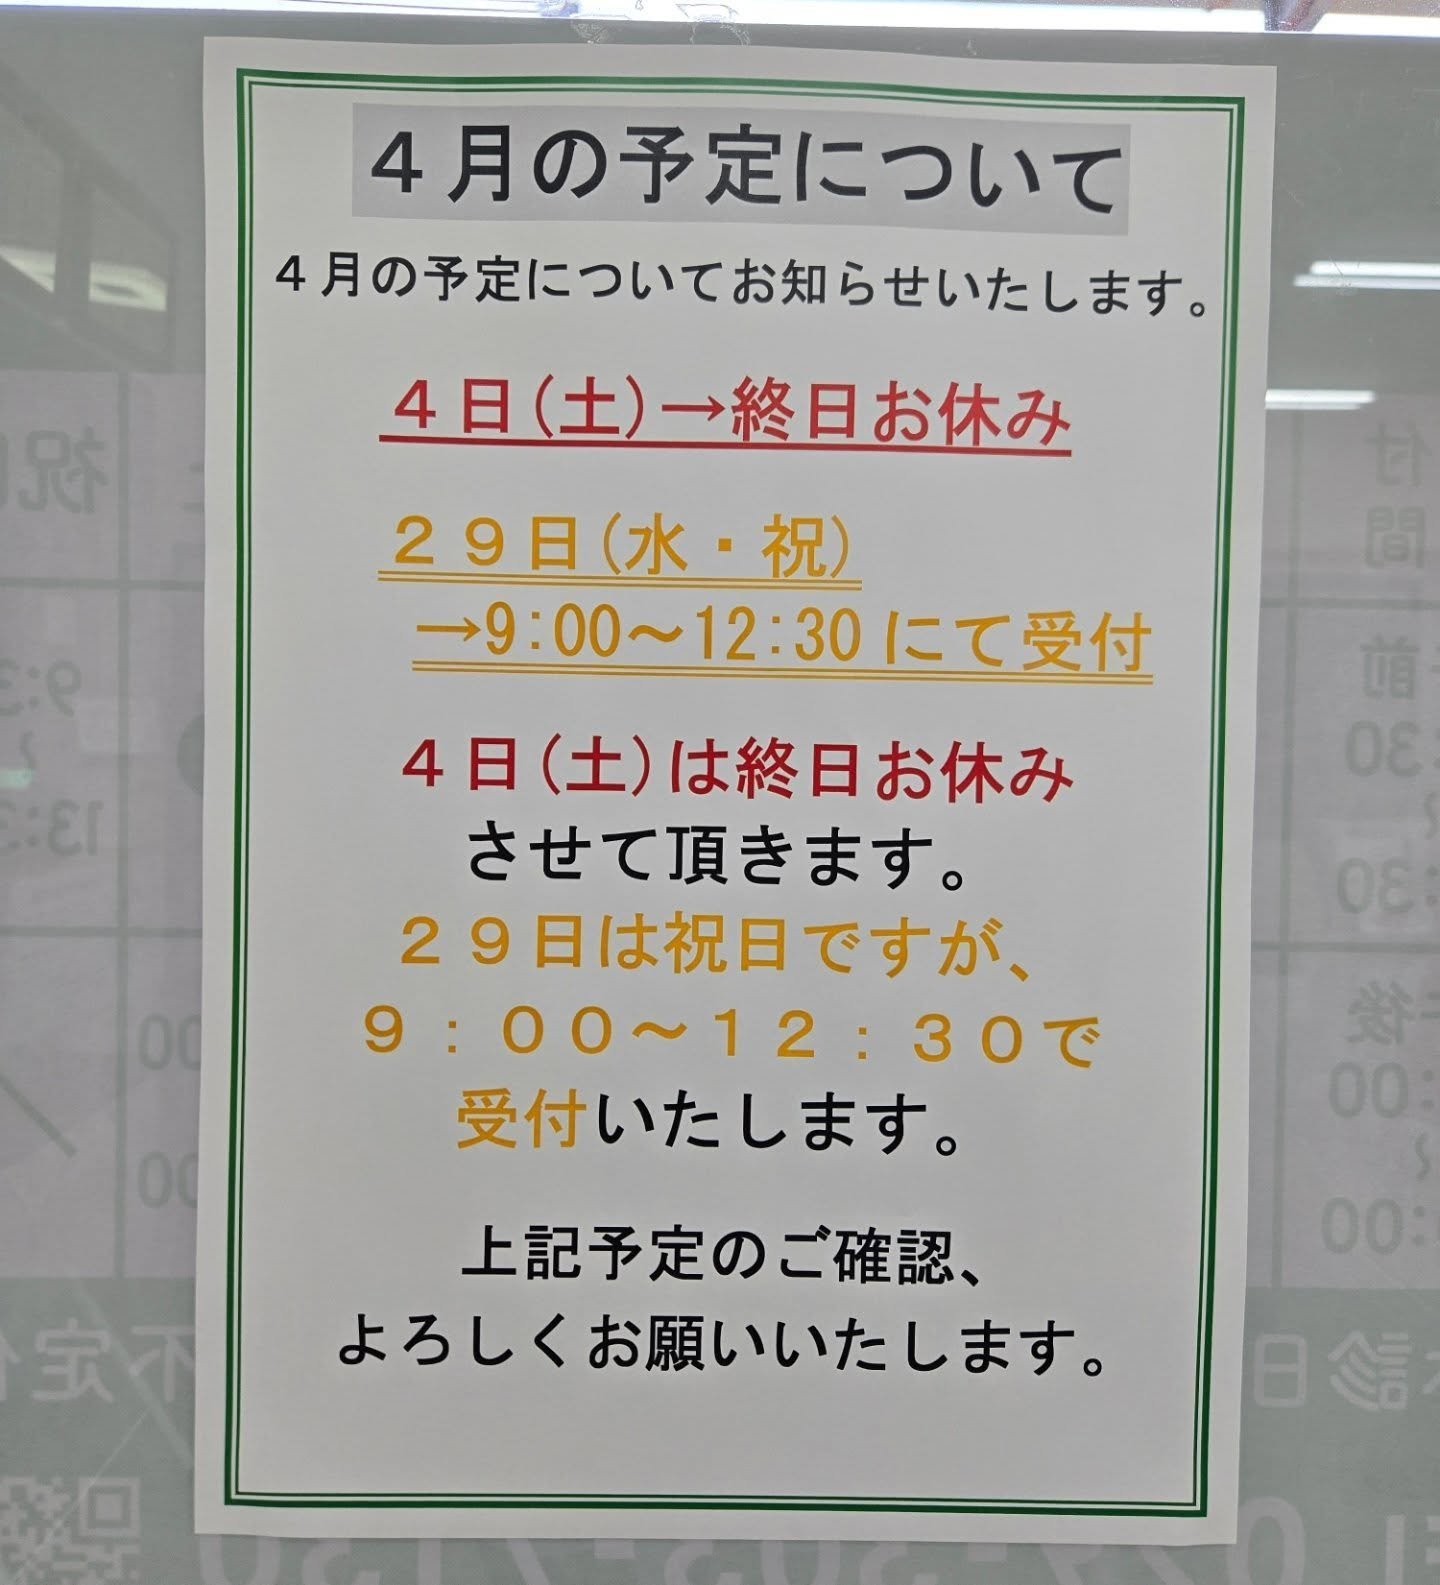 ４月の予定について
４月の予定についてお知らせいたします。
４日(土)→終日お休み
２９日(水・祝)
→9:00～12:30にて受付
４日(土)は終日お休み
させて頂きます。
２９日は祝日ですが、
９：００～１２：３０で
受付いたします。
上記予定のご確認、
よろしくお願いいたします。